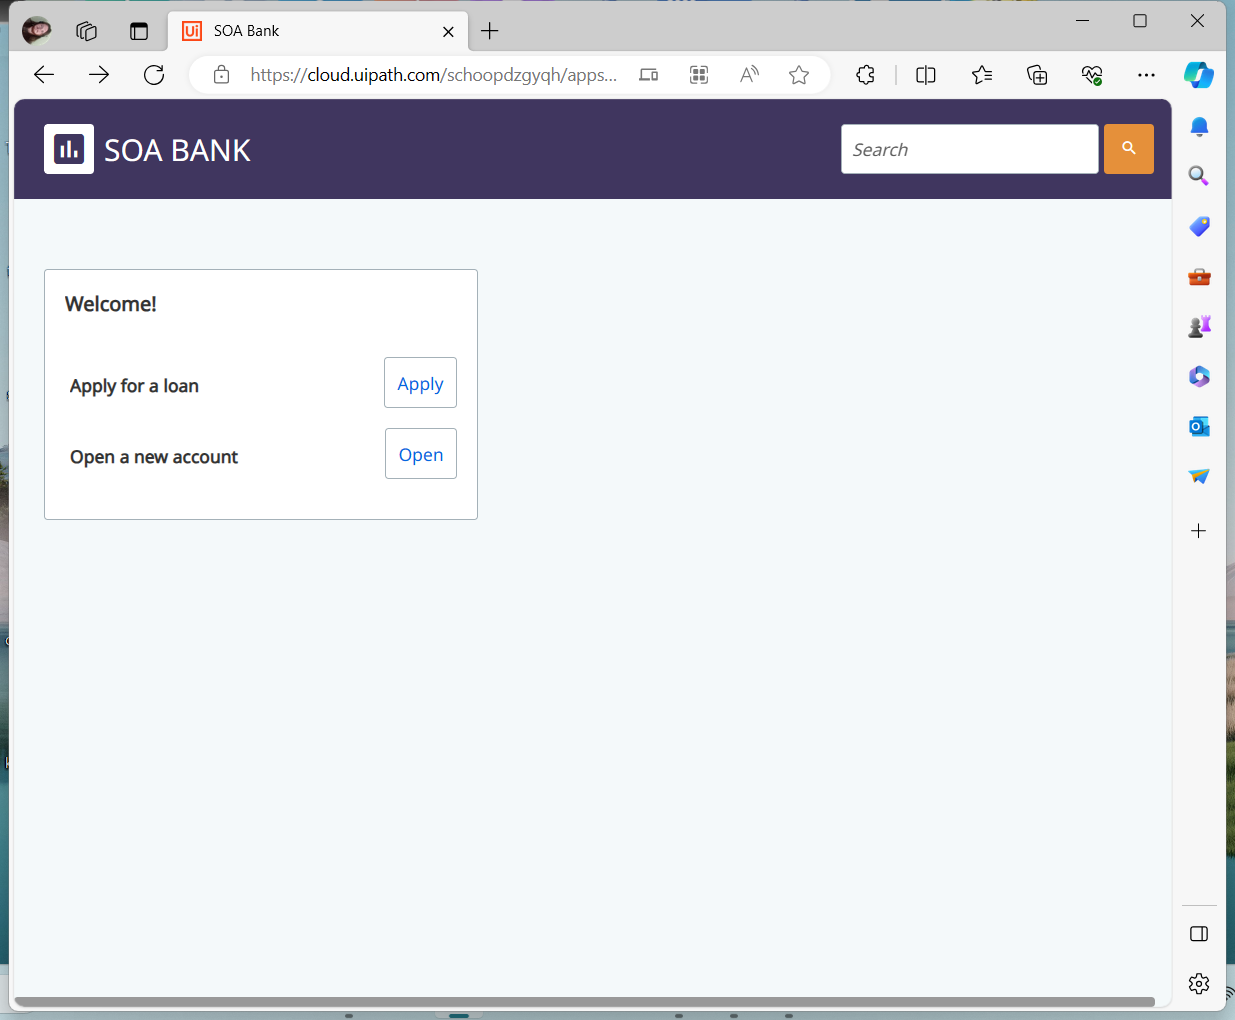 Ui SOA Bank
https://cloud.uipath.com/schoopdzgyqh/apps...
SOA BANK
Search
Welcome!
Apply for a loan
Apply
Open a new account
Open